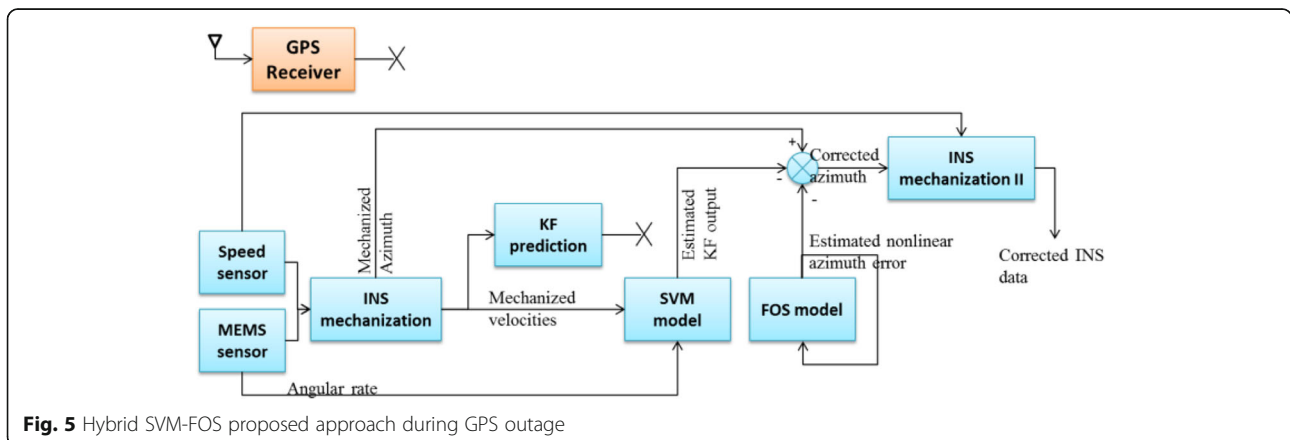 GPS
Receiver
+
Corrected
azimuth
-
-
INS
mechanization II
Mechanized
Azimuth
Estimated
KF output
KF
prediction
Estimated nonlinear
azimuth error
Corrected INS
data
Speed
sensor
INS
mechanization
Mechanized
velocities
SVM
model
FOS model
MEMS
sensor
Angular rate
Fig. 5 Hybrid SVM-FOS proposed approach during GPS outage